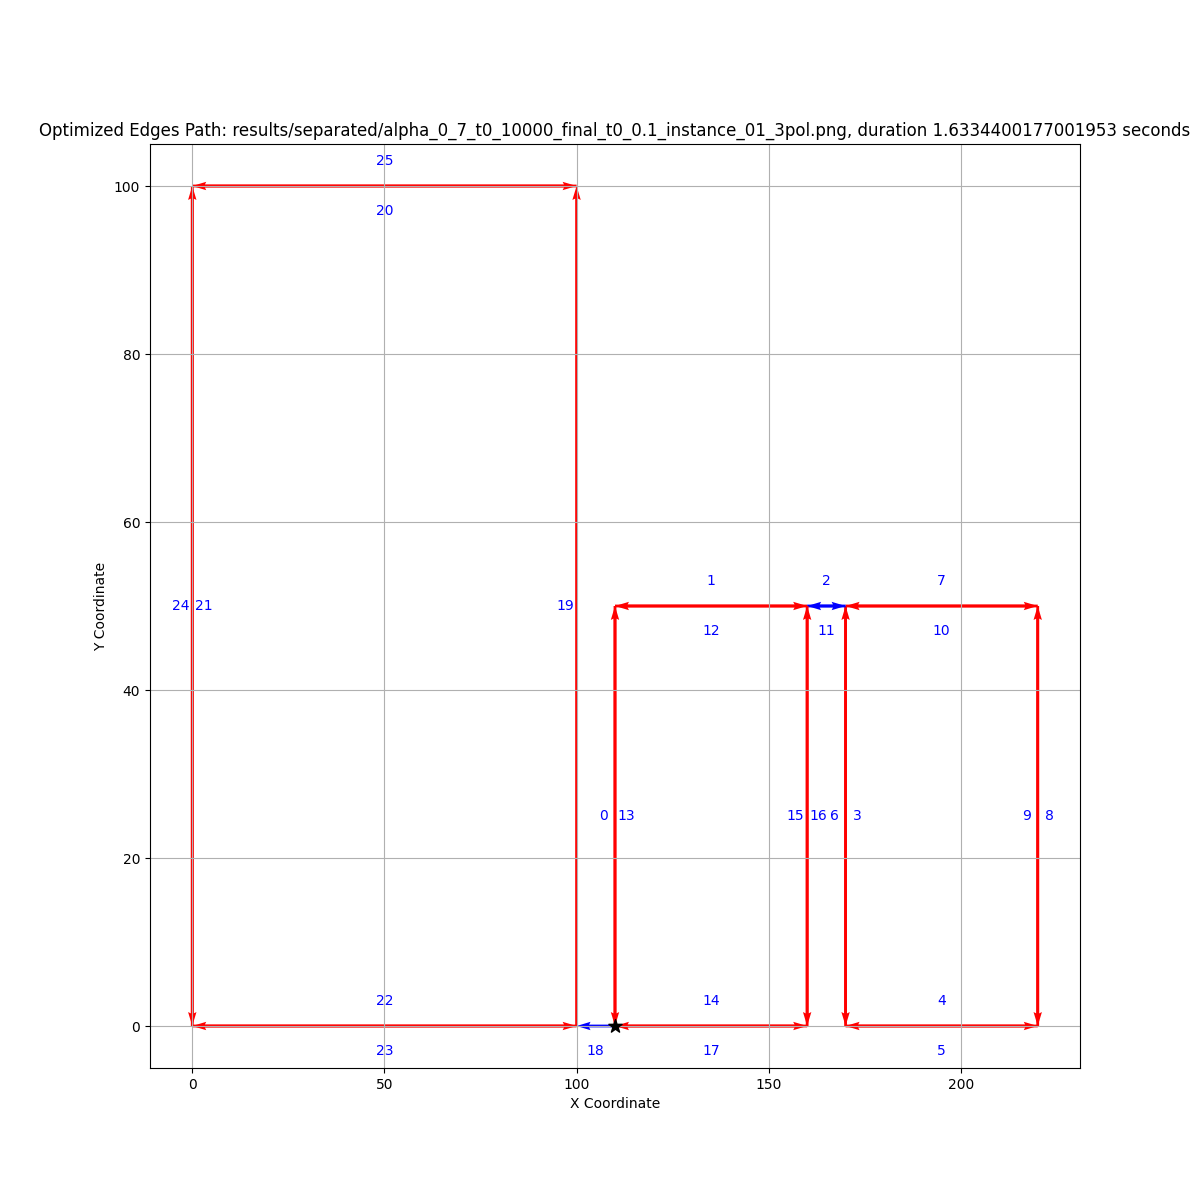 Optimized Edges Path: results/separated/alpha_0_7_t0_10000_final_t0_0.1_instance_01_3pol.png, duration 1.6334400177001953 seconds
25
100
20
80
60
Y Coordinate
1 2 7
24 21 19
12 11 10
40
0 13 15 16 6 3 9 8
20
22 14 4
0
23 18 17 5
0 50 100 150 200
X Coordinate